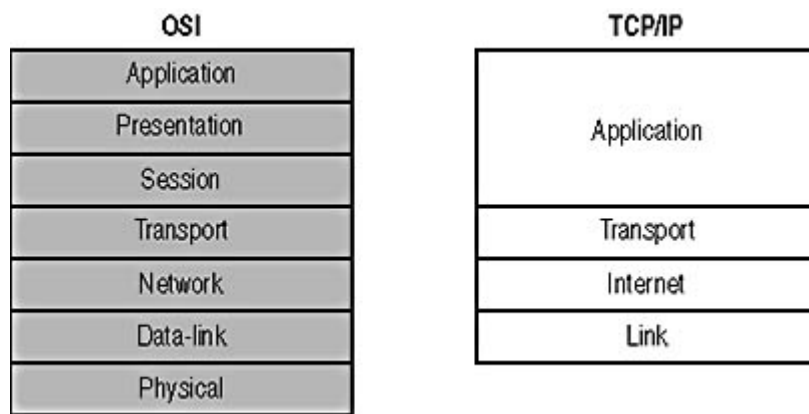 OSI
Application
Presentation
Session
Transport
Network
Data-link
Physical
TCP/IP
Application
Transport
Internet
Link